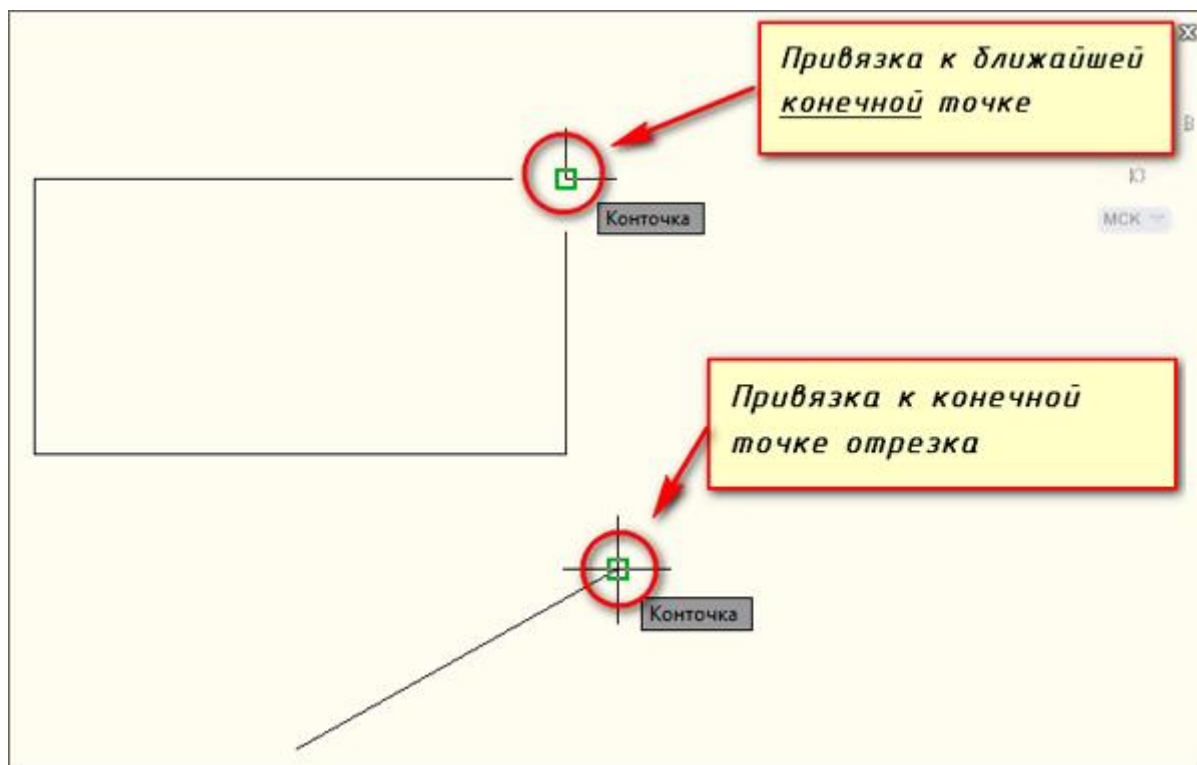 Привязка к ближайшей
конечной точке
В
Ю
Конточка
МСК
Привязка к конечной
точке отрезка
Конточка